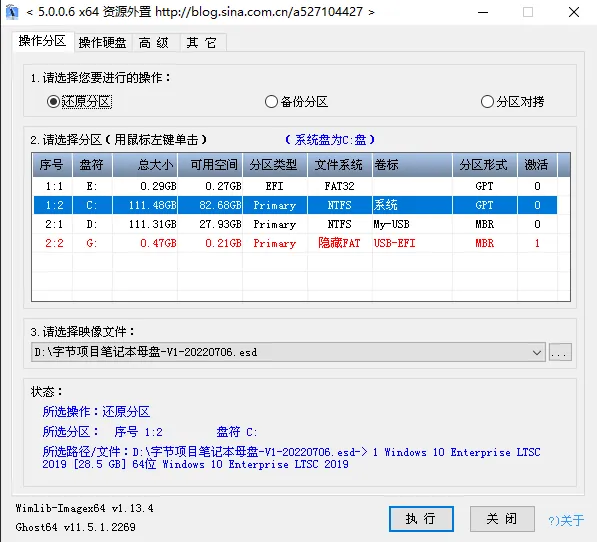 < 5.0.0.6 x64 资源外置 http://blog.sina.com.cn/a527104427 >
操作分区 操作硬盘 高 级 其 它
1.请选择您要进行的操作：
还原分区 备份分区 分区对拷
2.请选择分区（用鼠标左键单击） （系统盘为C:盘）
序号 盘符 总大小 可用空间 分区类型 文件系统 卷标 分区形式 激活
1:1 E: 0.29GB 0.27GB EFI FAT32 GPT 0
1:2 C: 111.48GB 82.68GB Primary NTFS 系统 GPT 0
2:1 D: 111.31GB 27.93GB Primary NTFS My-USB MBR 0
2:2 G: 0.47GB 0.21GB Primary 隐藏FAT USB-EFI MBR 1
3.请选择映像文件：
D:\字节项目笔记本母盘-V1-20220706.esd ...
状态：
所选操作：还原分区
所选分区： 序号 1:2 盘符 C:
所选路径/文件：D:\字节项目笔记本母盘-V1-20220706.esd-> 1 Windows 10 Enterprise LTSC
2019 [28.5 GB] 64位 Windows 10 Enterprise LTSC 2019
Wimlib-Imagex64 v1.13.4
Ghost64 v11.5.1.2269
执 行 关 闭 ?)关于